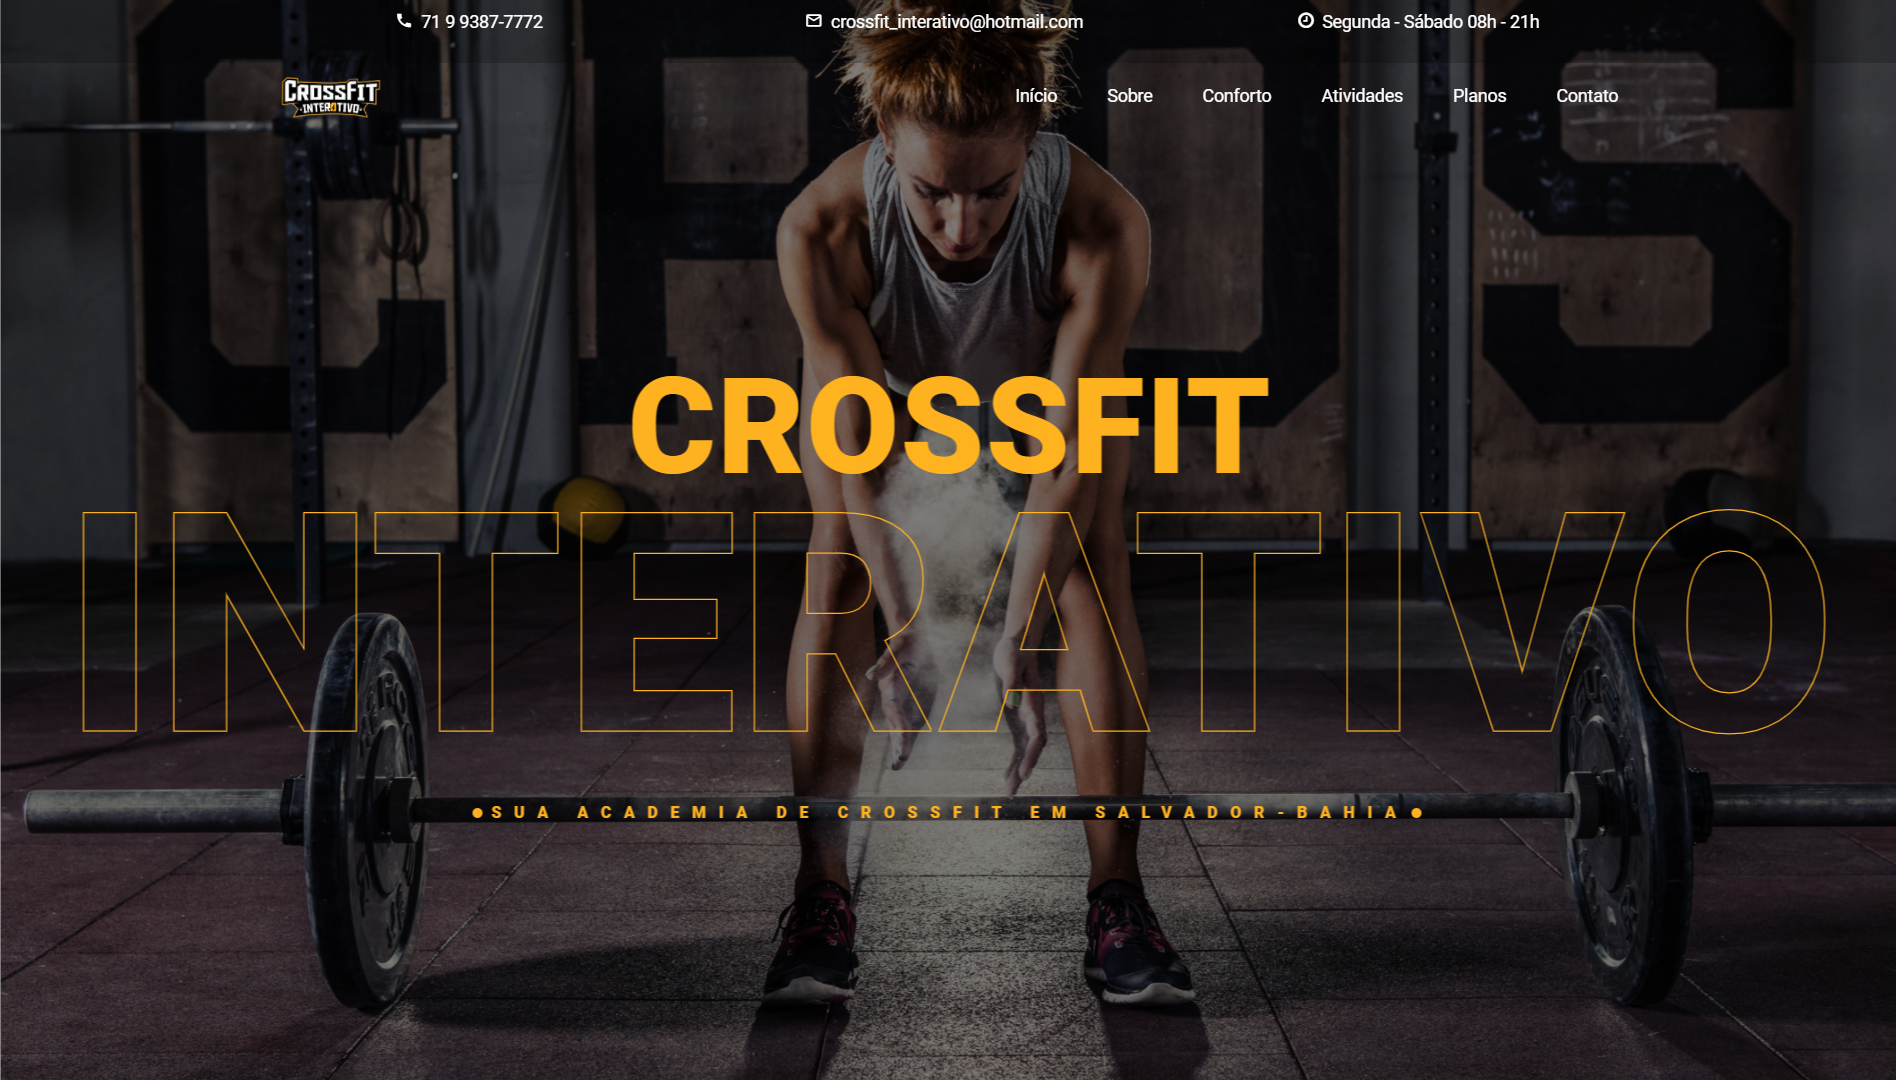 71 9 9387-7772
crossfit_interativo@hotmail.com
Segunda - Sábado 08h - 21h
CROSSFIT
INTERATIVO
Início
Sobre
Conforto
Atividades
Planos
Contato
CROSSFIT
INTERATIVO
●SUA ACADEMIA DE CROSSFIT EM SALVADOR-BAHIA●